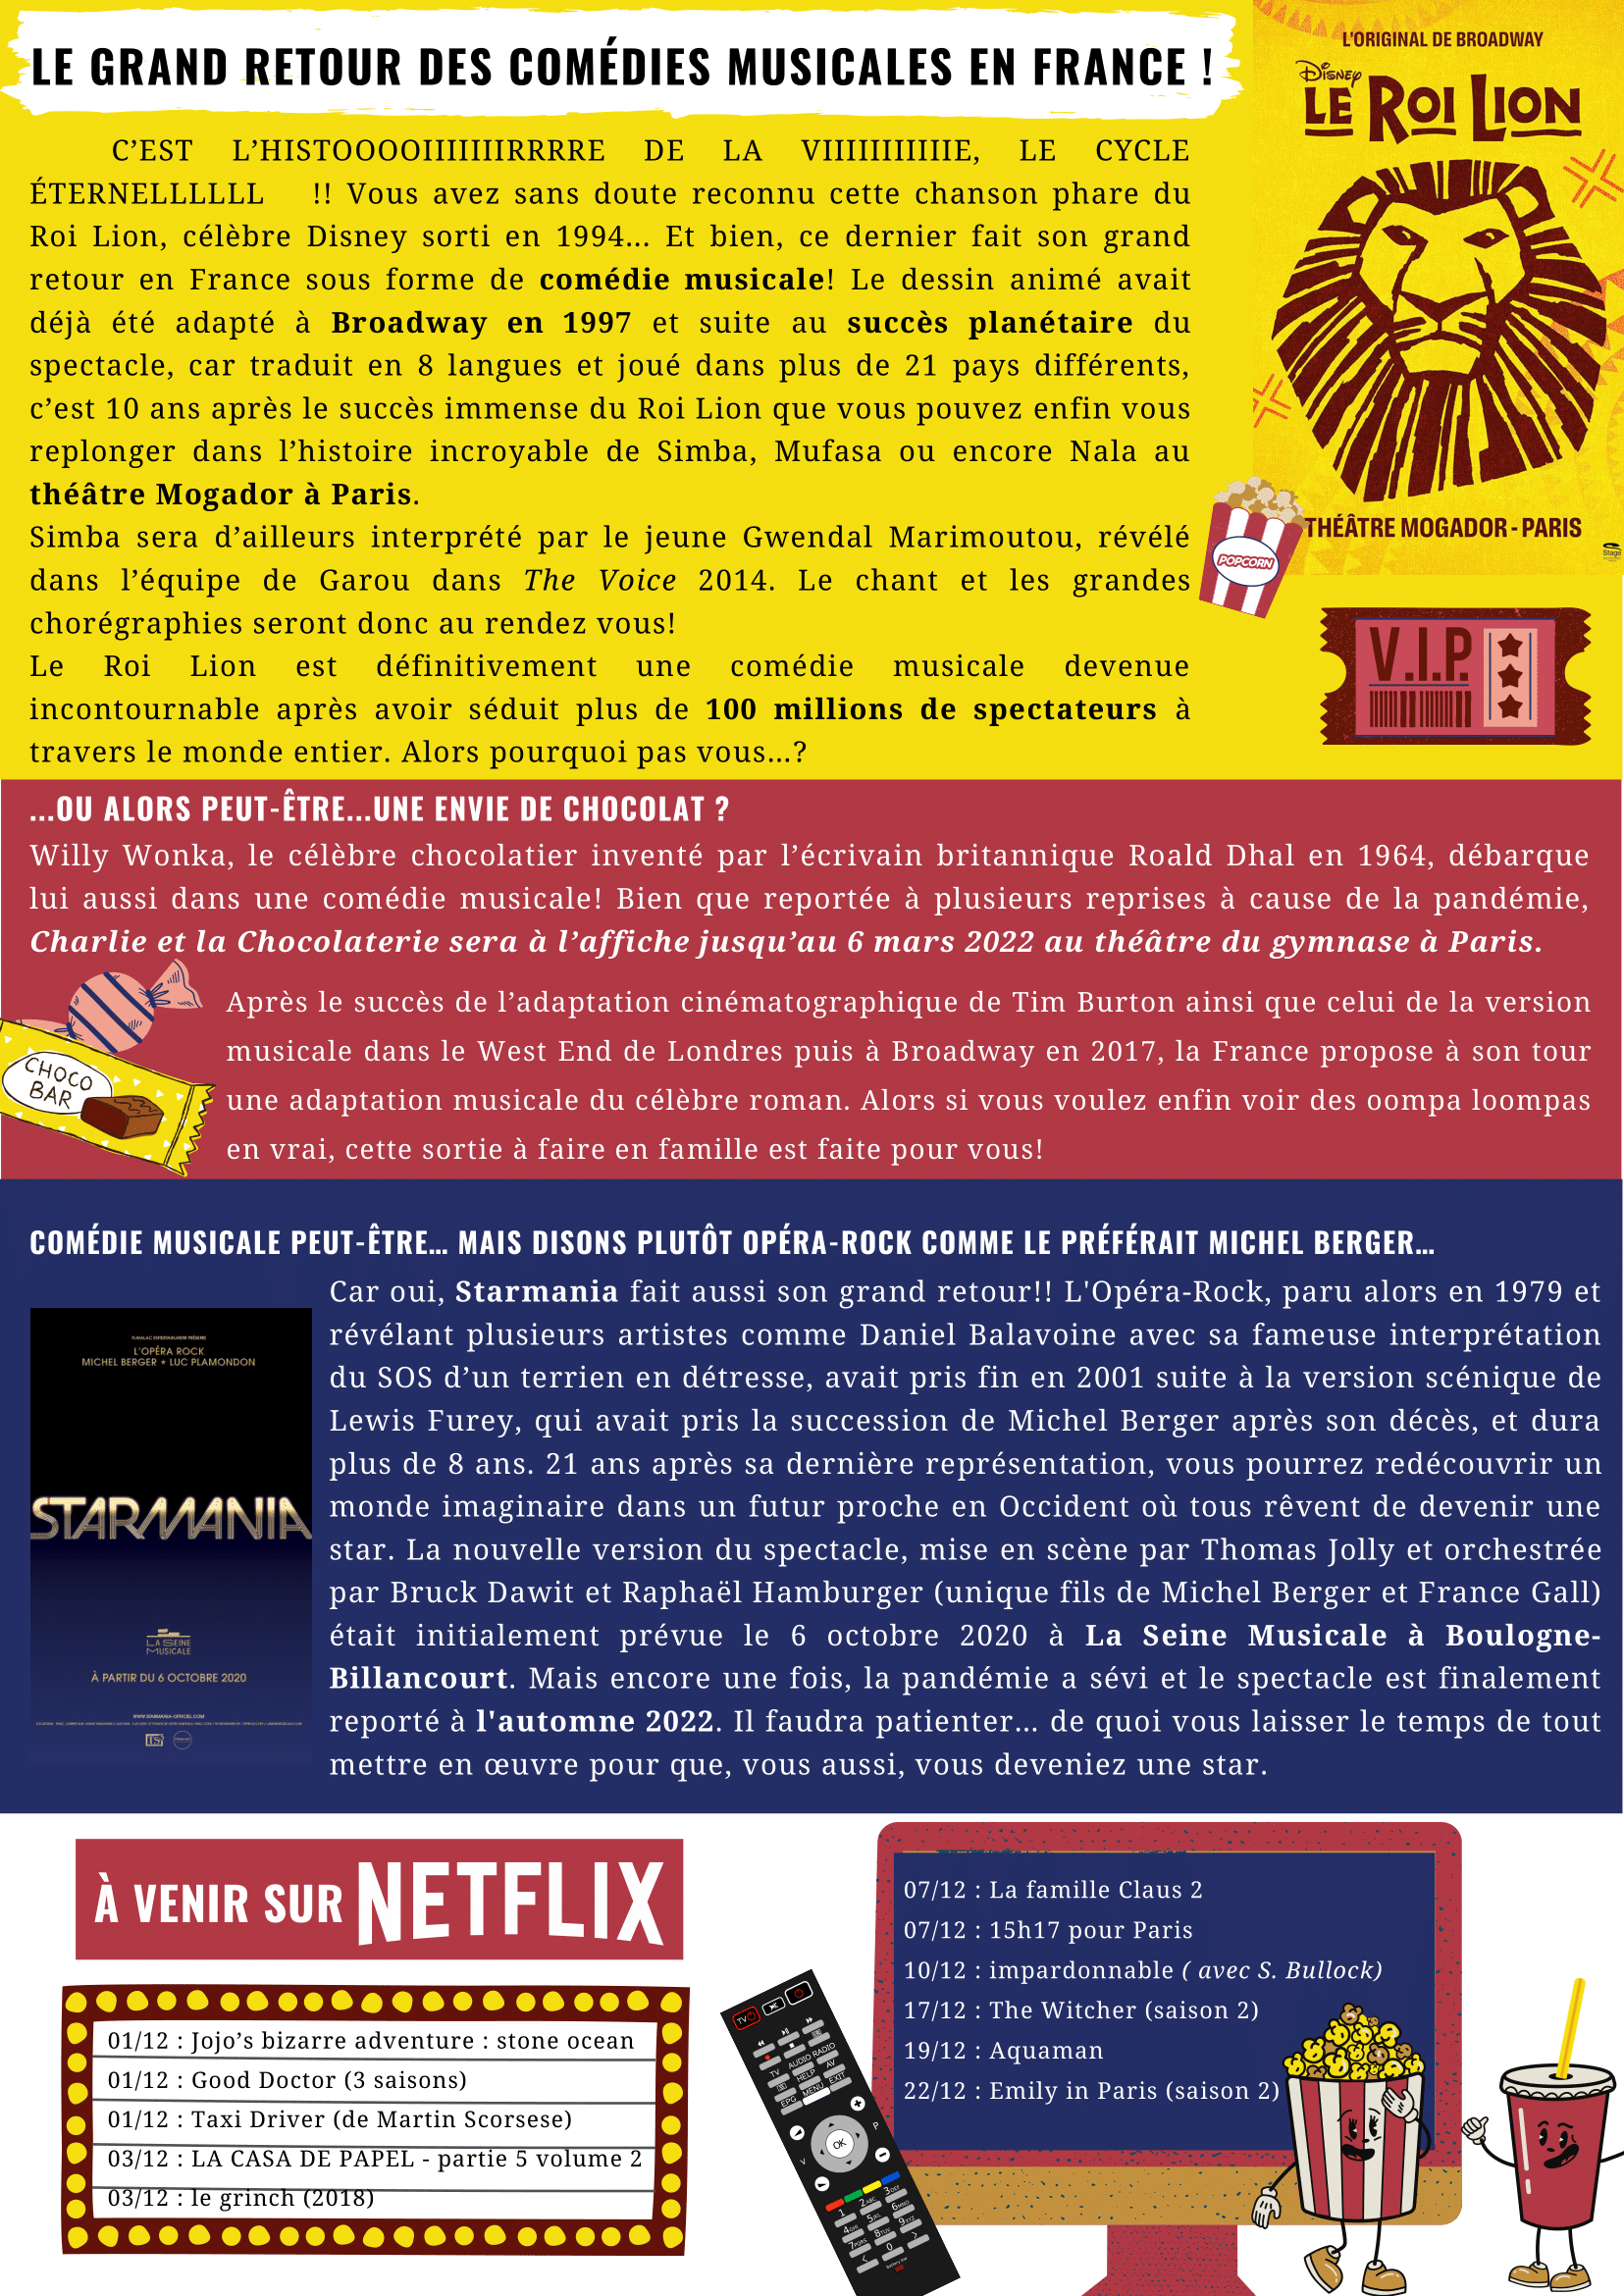 LE GRAND RETOUR DES COMÉDIES MUSICALES EN FRANCE !
C’EST L’HISTOOOOIIIIIIIRRRRE DE LA VIIIIIIIIIIIE, LE CYCLE
ÉTERNELLLLLL !! Vous avez sans doute reconnu cette chanson phare du
Roi Lion, célèbre Disney sorti en 1994... Et bien, ce dernier fait son grand
retour en France sous forme de comédie musicale! Le dessin animé avait
déjà été adapté à Broadway en 1997 et suite au succès planétaire du
spectacle, car traduit en 8 langues et joué dans plus de 21 pays différents,
c’est 10 ans après le succès immense du Roi Lion que vous pouvez enfin vous
replonger dans l’histoire incroyable de Simba, Mufasa ou encore Nala au
théâtre Mogador à Paris.
Simba sera d’ailleurs interprété par le jeune Gwendal Marimoutou, révélé
dans l’équipe de Garou dans The Voice 2014. Le chant et les grandes
chorégraphies seront donc au rendez vous!
Le Roi Lion est définitivement une comédie musicale devenue
incontournable après avoir séduit plus de 100 millions de spectateurs à
travers le monde entier. Alors pourquoi pas vous...?
L'ORIGINAL DE BROADWAY
Disney
LE ROI LION
THÉÂTRE MOGADOR - PARIS
Stage
POPCORN
V.I.P.
...OU ALORS PEUT-ÊTRE...UNE ENVIE DE CHOCOLAT ?
Willy Wonka, le célèbre chocolatier inventé par l’écrivain britannique Roald Dhal en 1964, débarque
lui aussi dans une comédie musicale! Bien que reportée à plusieurs reprises à cause de la pandémie,
Charlie et la Chocolaterie sera à l’affiche jusqu’au 6 mars 2022 au théâtre du gymnase à Paris.
Après le succès de l’adaptation cinématographique de Tim Burton ainsi que celui de la version
musicale dans le West End de Londres puis à Broadway en 2017, la France propose à son tour
une adaptation musicale du célèbre roman. Alors si vous voulez enfin voir des oompa loompas
en vrai, cette sortie à faire en famille est faite pour vous!
CHOCO
BAR
COMÉDIE MUSICALE PEUT-ÊTRE... MAIS DISONS PLUTÔT OPÉRA-ROCK COMME LE PRÉFÉRAIT MICHEL BERGER...
Car oui, Starmania fait aussi son grand retour!! L'Opéra-Rock, paru alors en 1979 et
révélant plusieurs artistes comme Daniel Balavoine avec sa fameuse interprétation
du SOS d’un terrien en détresse, avait pris fin en 2001 suite à la version scénique de
Lewis Furey, qui avait pris la succession de Michel Berger après son décès, et dura
plus de 8 ans. 21 ans après sa dernière représentation, vous pourrez redécouvrir un
monde imaginaire dans un futur proche en Occident où tous rêvent de devenir une
star. La nouvelle version du spectacle, mise en scène par Thomas Jolly et orchestrée
par Bruck Dawit et Raphaël Hamburger (unique fils de Michel Berger et France Gall)
était initialement prévue le 6 octobre 2020 à La Seine Musicale à Boulogne-
Billancourt. Mais encore une fois, la pandémie a sévi et le spectacle est finalement
reporté à l'automne 2022. Il faudra patienter... de quoi vous laisser le temps de tout
mettre en œuvre pour que, vous aussi, vous deveniez une star.
L'OPÉRA ROCK
MICHEL BERGER ★ LUC PLAMONDON
STARMANIA
LA SEINE
MUSICALE
À PARTIR DU 6 OCTOBRE 2020
WWW.STARMANIA-OFFICIEL.COM
À VENIR SUR NETFLIX
01/12 : Jojo’s bizarre adventure : stone ocean
01/12 : Good Doctor (3 saisons)
01/12 : Taxi Driver (de Martin Scorsese)
03/12 : LA CASA DE PAPEL - partie 5 volume 2
03/12 : le grinch (2018)
07/12 : La famille Claus 2
07/12 : 15h17 pour Paris
10/12 : impardonnable ( avec S. Bullock)
17/12 : The Witcher (saison 2)
19/12 : Aquaman
22/12 : Emily in Paris (saison 2)
TV
TV AUDIO RADIO
HELP AV
EPG MENU EXIT
P
OK
V
1 2ABC 3DEF
4GHI 5JKL 6MNO
7PQRS 8TUV 9XYZ
< 0 >